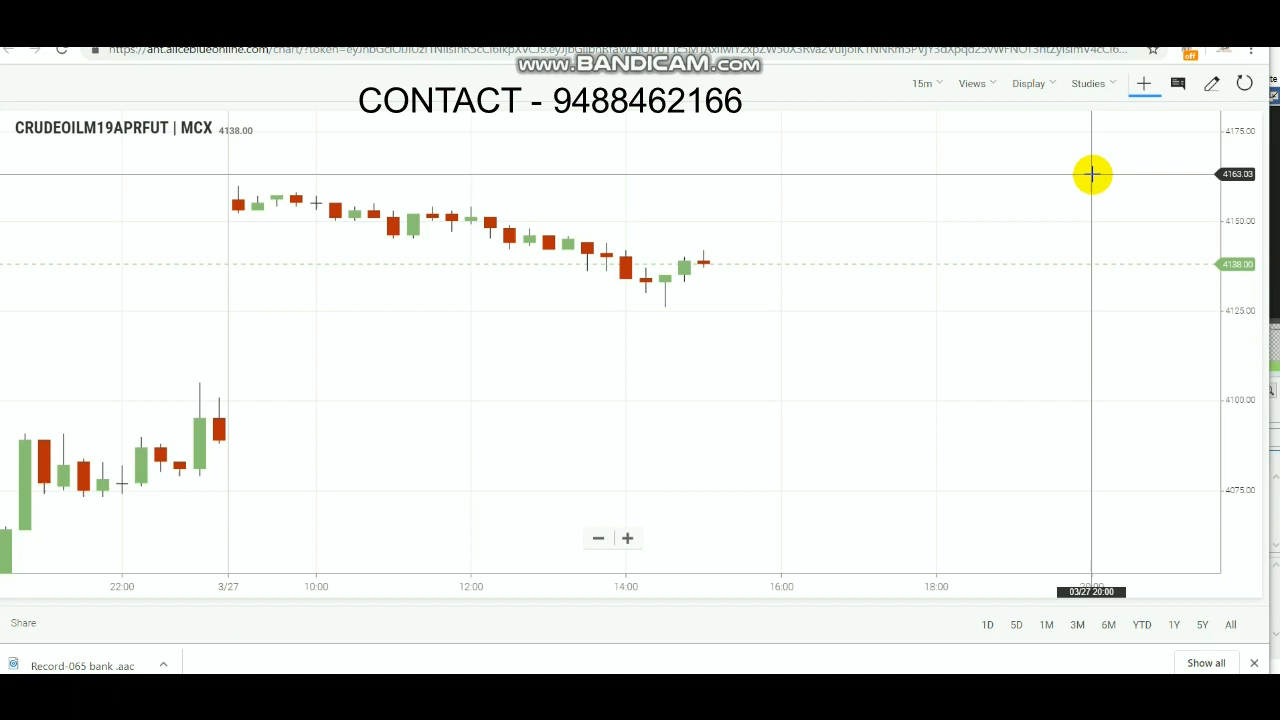 www.BANDICAM.com
CONTACT - 9488462166
15m Views Display Studies
CRUDEOILM19APRFUT | MCX 4138.00
4175.00
4163.03
4150.00
4138.00
4125.00
4100.00
4075.00
22:00 3/27 10:00 12:00 14:00 16:00 18:00 20:00
03/27 20:00
Share 1D 5D 1M 3M 6M YTD 1Y 5Y All
Record-065 bank .aac Show all
off